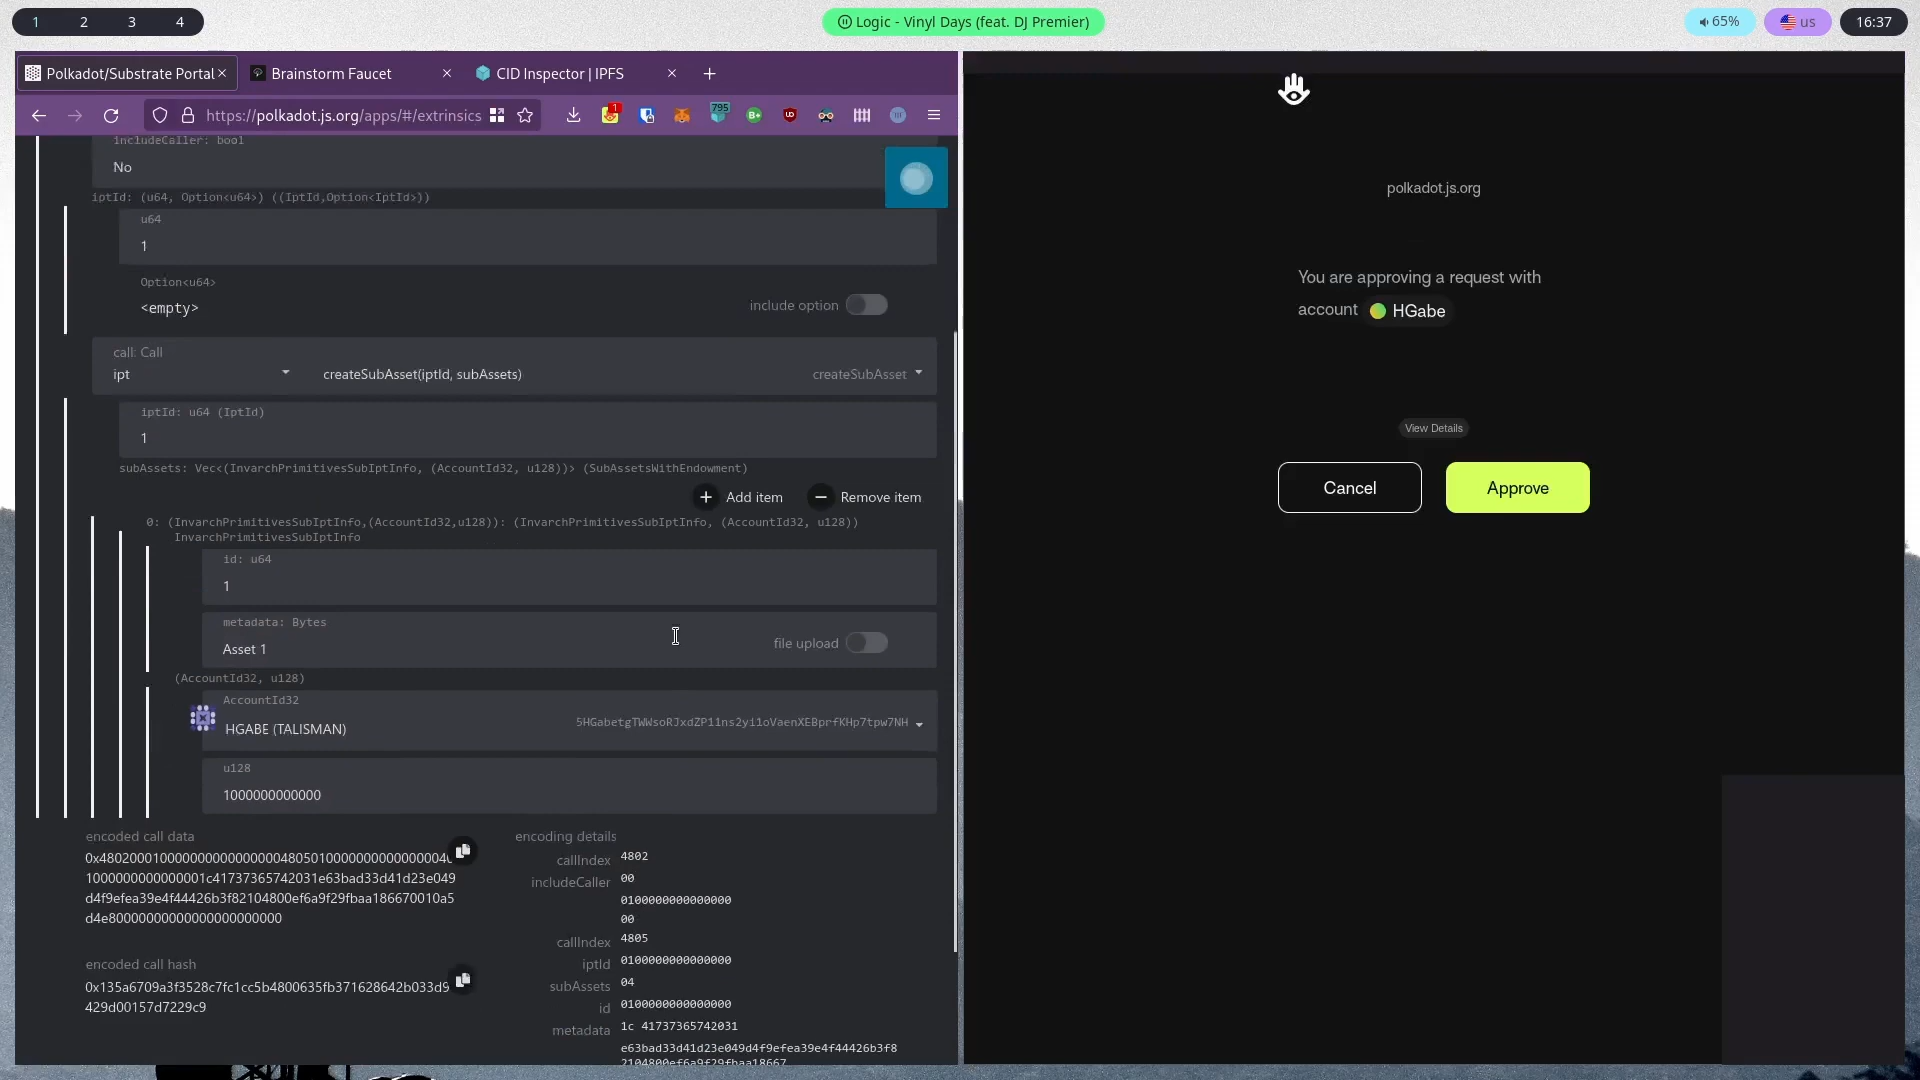 1 2 3 4
Logic - Vinyl Days (feat. DJ Premier)
65%
us
16:37
Polkadot/Substrate Portal
Brainstorm Faucet
CID Inspector | IPFS
https://polkadot.js.org/apps/#/extrinsics
1
795
B+
includeCaller: bool
No
iptId: (u64, Option<u64>) ((IptId,Option<IptId>))
u64
1
Option<u64>
<empty>
include option
call: Call
ipt
createSubAsset(iptId, subAssets)
createSubAsset
iptId: u64 (IptId)
1
subAssets: Vec<(InvarchPrimitivesSubIptInfo, (AccountId32, u128))> (SubAssetsWithEndowment)
Add item
Remove item
0: (InvarchPrimitivesSubIptInfo,(AccountId32,u128)): (InvarchPrimitivesSubIptInfo, (AccountId32, u128))
InvarchPrimitivesSubIptInfo
id: u64
1
metadata: Bytes
Asset 1
file upload
(AccountId32, u128)
AccountId32
HGABE (TALISMAN)
5HGabetgTWWsoRJxdZP11ns2yi1oVaenXEBprfKHp7tpw7NH
u128
1000000000000
encoded call data
0x48020001000000000000000048050100000000000000040
1000000000000001c41737365742031e63bad33d41d23e049
d4f9efea39e4f44426b3f82104800ef6a9f29fbaa186670010a5
d4e80000000000000000000000
encoded call hash
0x135a6709a3f3528c7fc1cc5b4800635fb371628642b033d9
429d00157d7229c9
encoding details
callIndex 4802
includeCaller 00
0100000000000000
00
callIndex 4805
iptId 0100000000000000
subAssets 04
id 0100000000000000
metadata 1c 41737365742031
e63bad33d41d23e049d4f9efea39e4f44426b3f8
2104800ef6a9f29fbaa18667
polkadot.js.org
You are approving a request with
account HGabe
View Details
Cancel
Approve